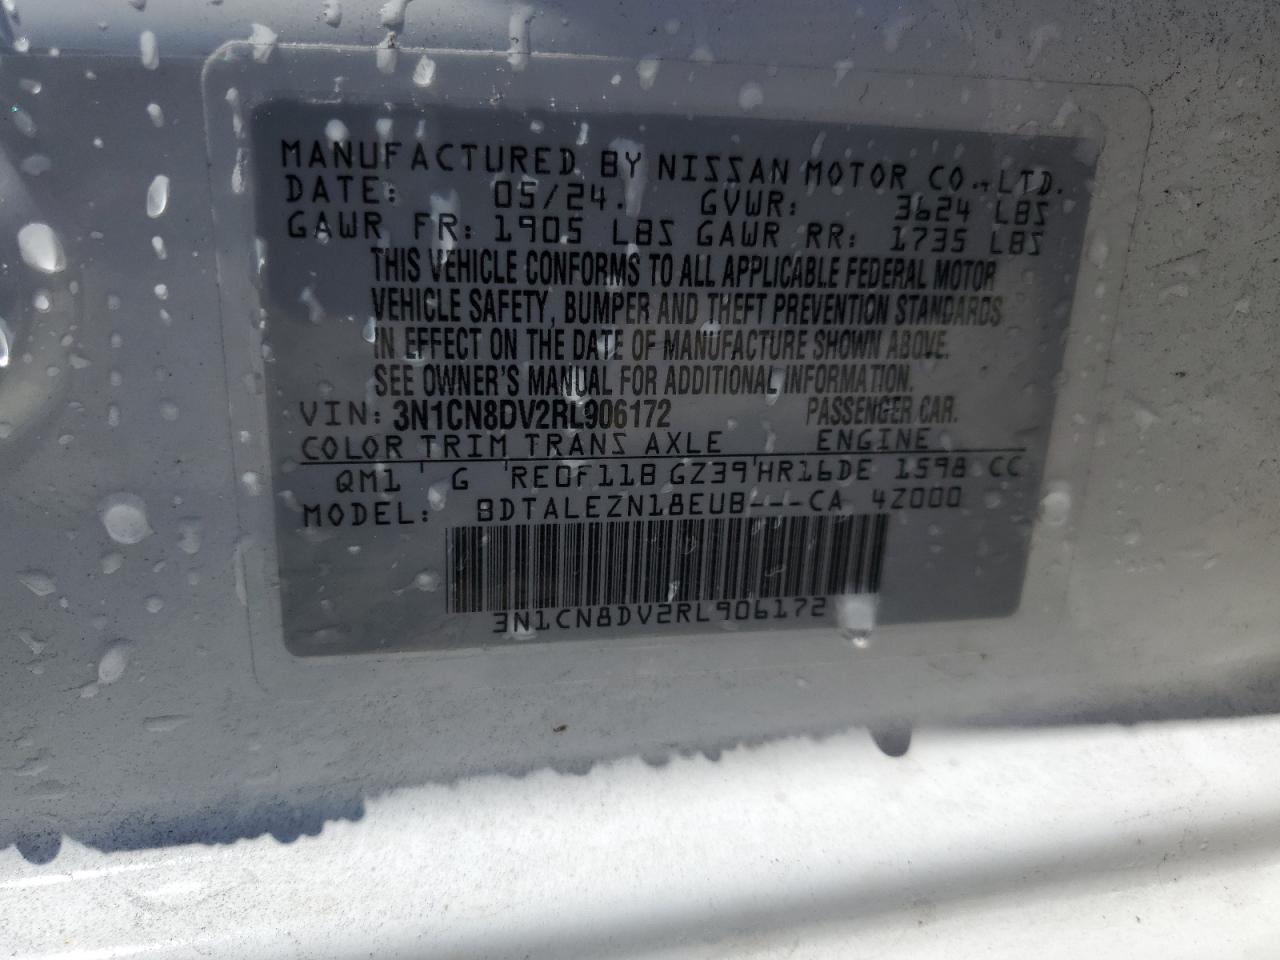 MANUFACTURED BY NISSAN MOTOR CO.,LTD.
DATE: 05/24. GVWR: 3624 LBS
GAWR FR: 1905 LBS GAWR RR: 1735 LBS
THIS VEHICLE CONFORMS TO ALL APPLICABLE FEDERAL MOTOR
VEHICLE SAFETY, BUMPER AND THEFT PREVENTION STANDARDS
IN EFFECT ON THE DATE OF MANUFACTURE SHOWN ABOVE.
SEE OWNER'S MANUAL FOR ADDITIONAL INFORMATION.
VIN: 3N1CN8DV2RL906172 PASSENGER CAR.
COLOR TRIM TRANS AXLE ENGINE
QM1 G RE0F11B GZ39 HR16DE 1598 CC
MODEL: BDTALEZN18EUB---CA 4Z000
3N1CN8DV2RL906172